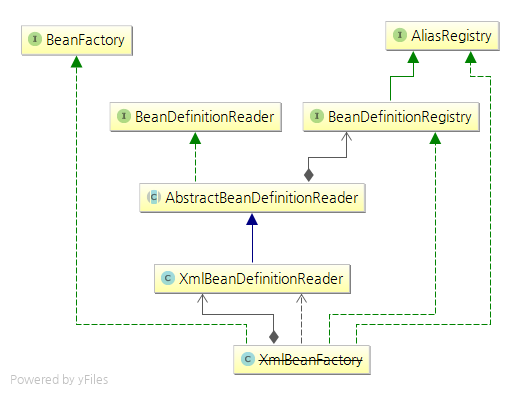 BeanFactory
AliasRegistry
BeanDefinitionReader
BeanDefinitionRegistry
AbstractBeanDefinitionReader
XmlBeanDefinitionReader
XmlBeanFactory
Powered by yFiles